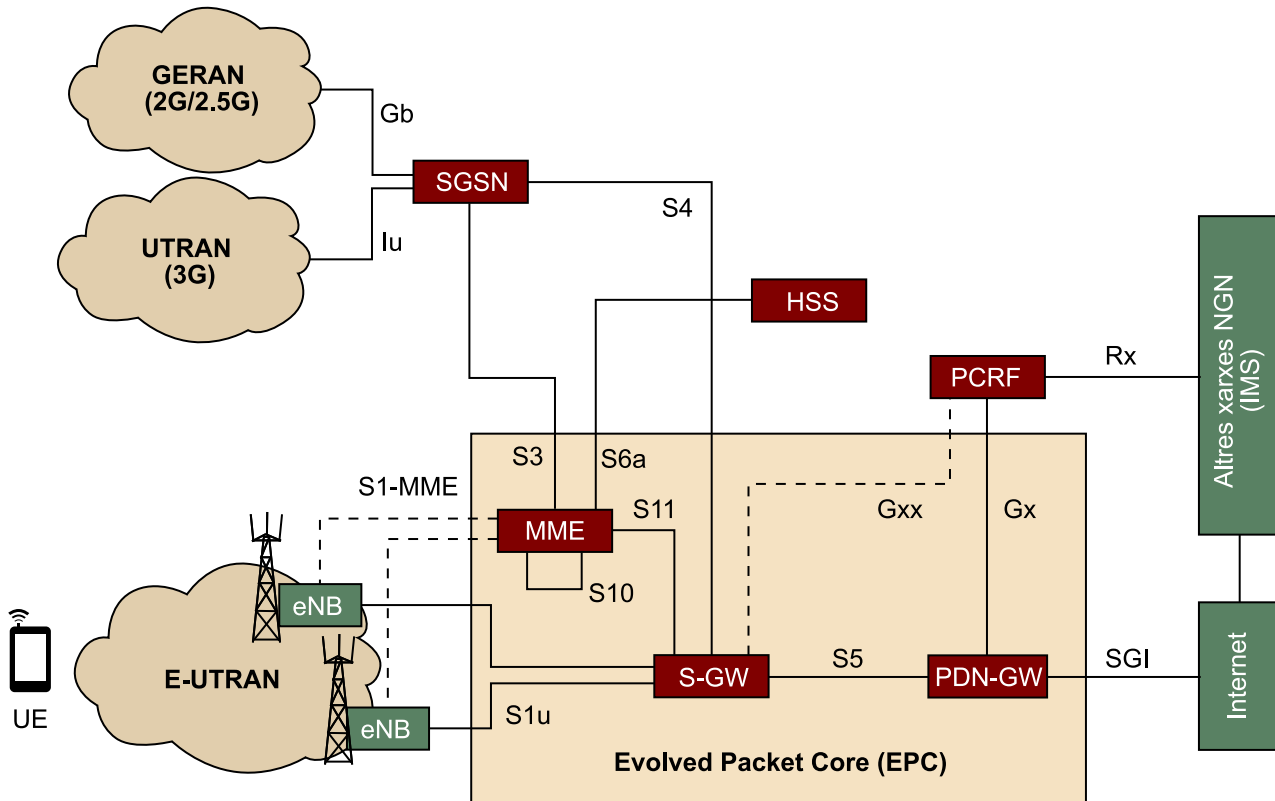 GERAN
(2G/2.5G)
Gb
SGSN
S4
UTRAN
(3G)
Iu
HSS
PCRF
Rx
Altres xarxes NGN
(IMS)
S3
S6a
S1-MME
MME
S11
Gxx
Gx
S10
eNB
E-UTRAN
UE
eNB
S1u
S-GW
S5
PDN-GW
SGI
Internet
Evolved Packet Core (EPC)